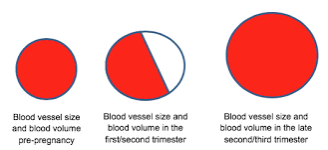 Blood vessel size
and blood volume
pre-pregnancy
Blood vessel size and
blood volume in the
first/second trimester
Blood vessel size and
blood volume in the late
second/third trimester